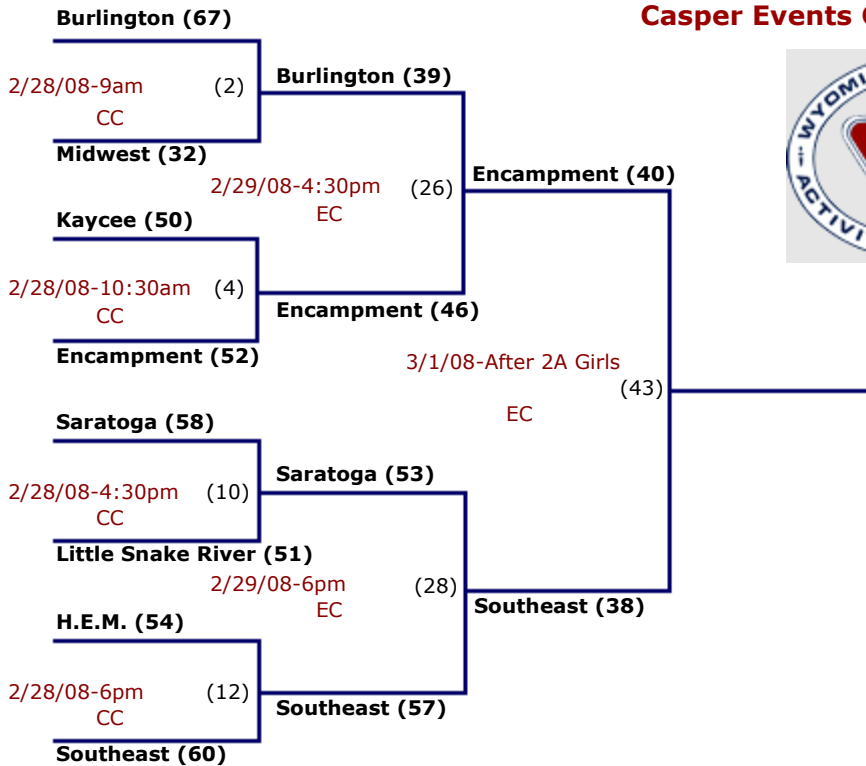 Burlington (67)
Casper Events
2/28/08-9am
(2)
CC
Burlington (39)
Midwest (32)
2/29/08-4:30pm
(26)
EC
Encampment (40)
Kaycee (50)
2/28/08-10:30am
(4)
CC
Encampment (46)
Encampment (52)
3/1/08-After 2A Girls
(43)
EC
Saratoga (58)
2/28/08-4:30pm
(10)
CC
Saratoga (53)
Little Snake River (51)
2/29/08-6pm
(28)
EC
Southeast (38)
H.E.M. (54)
2/28/08-6pm
(12)
CC
Southeast (57)
Southeast (60)